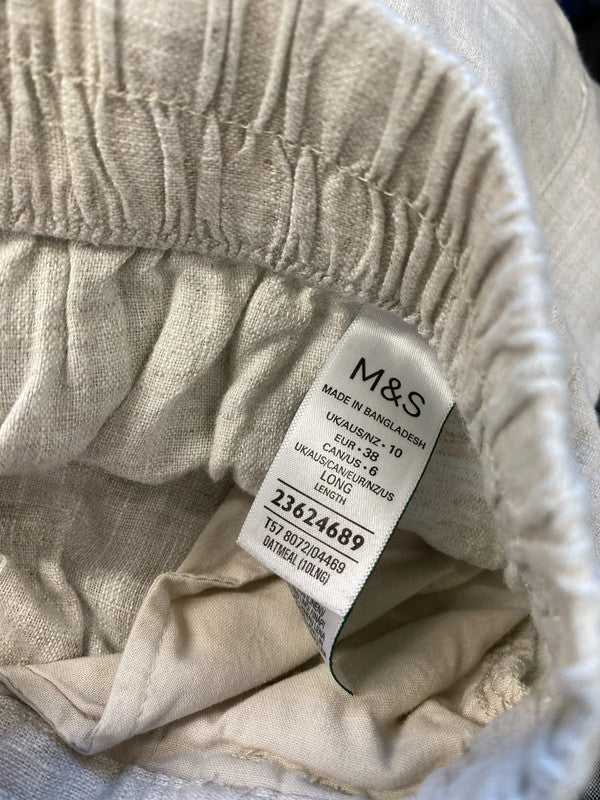 M&S
MADE IN BANGLADESH
UK/AUS/NZ • 10
EUR • 38
CAN/US • 6
UK/AUS/CAN/EUR/NZ/US
LONG
LENGTH
23624689
T57 8072/04469
OATMEAL (10LNG)